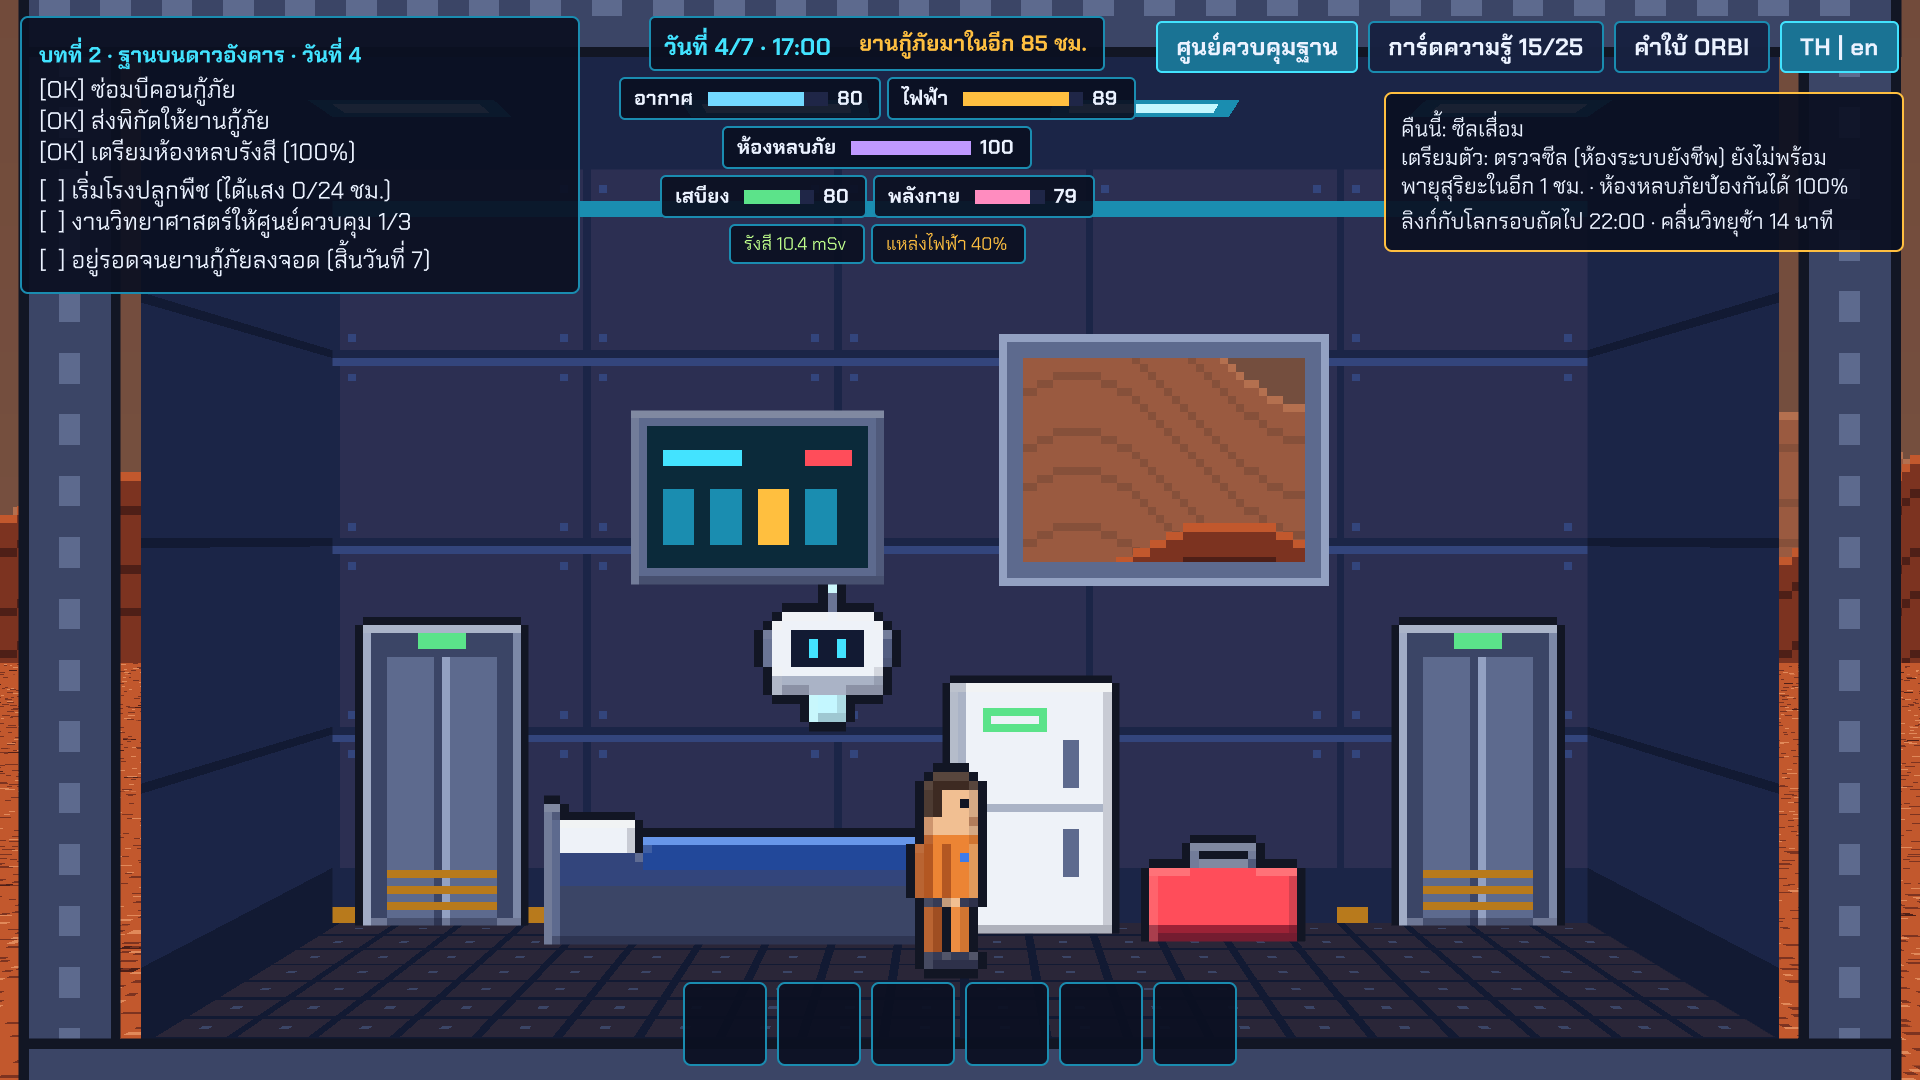 บทที่ 2 · ฐานบนดาวอังคาร · วันที่ 4
[OK] ซ่อมบีคอนกู้ภัย
[OK] ส่งพิกัดให้ยานกู้ภัย
[OK] เตรียมห้องหลบรังสี (100%)
[ ] เริ่มโรงปลูกพืช (ได้แสง 0/24 ชม.)
[ ] งานวิทยาศาสตร์ให้ศูนย์ควบคุม 1/3
[ ] อยู่รอดจนยานกู้ภัยลงจอด (สิ้นวันที่ 7)
วันที่ 4/7 · 17:00 ยานกู้ภัยมาในอีก 85 ชม.
อากาศ 80 ไฟฟ้า 89
ห้องหลบภัย 100
เสบียง 80 พลังกาย 79
รังสี 10.4 mSv แหล่งไฟฟ้า 40%
ศูนย์ควบคุมฐาน การ์ดความรู้ 15/25 คำใบ้ ORBI TH | en
คืนนี้: ซีลเสื่อม
เตรียมตัว: ตรวจซีล (ห้องระบบยังชีพ) ยังไม่พร้อม
พายุสุริยะในอีก 1 ชม. · ห้องหลบภัยป้องกันได้ 100%
ลิงก์กับโลกรอบถัดไป 22:00 · คลื่นวิทยุช้า 14 นาที